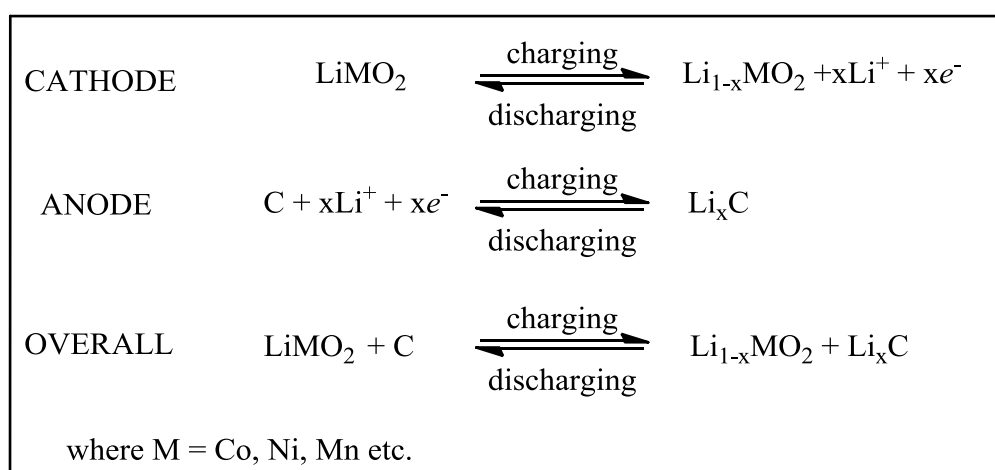 charging
CATHODE LiMO₂ Li₁₋ₓMO₂ +xLi⁺ + xe⁻
discharging
charging
ANODE C + xLi⁺ + xe⁻ LiₓC
discharging
charging
OVERALL LiMO₂ + C Li₁₋ₓMO₂ + LiₓC
discharging
where M = Co, Ni, Mn etc.